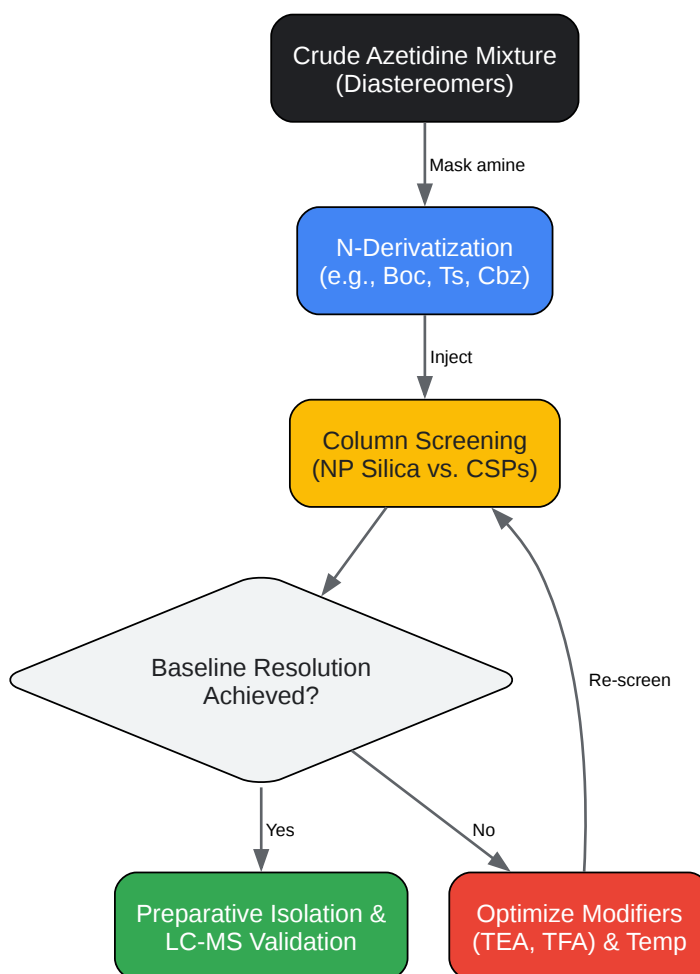 Crude Azetidine Mixture
(Diastereomers)
Mask amine
N-Derivatization
(e.g., Boc, Ts, Cbz)
Inject
Column Screening
(NP Silica vs. CSPs)
Baseline Resolution
Achieved?
Re-screen
Yes
No
Preparative Isolation &
LC-MS Validation
Optimize Modifiers
(TEA, TFA) & Temp